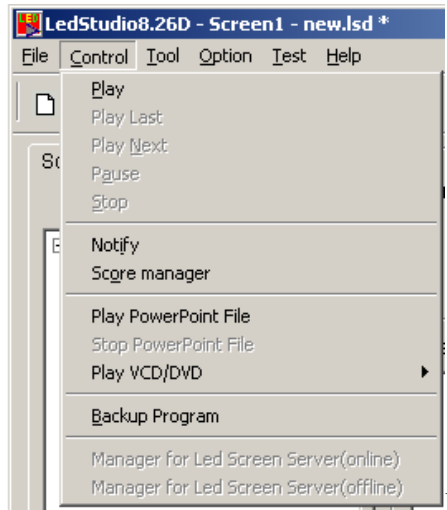 LedStudio8.26D - Screen1 - new.lsd *
File Control Tool Option Test Help
Play
Play Last
Play Next
Pause
Stop
Notify
Score manager
Play PowerPoint File
Stop PowerPoint File
Play VCD/DVD
Backup Program
Manager for Led Screen Server(online)
Manager for Led Screen Server(offline)